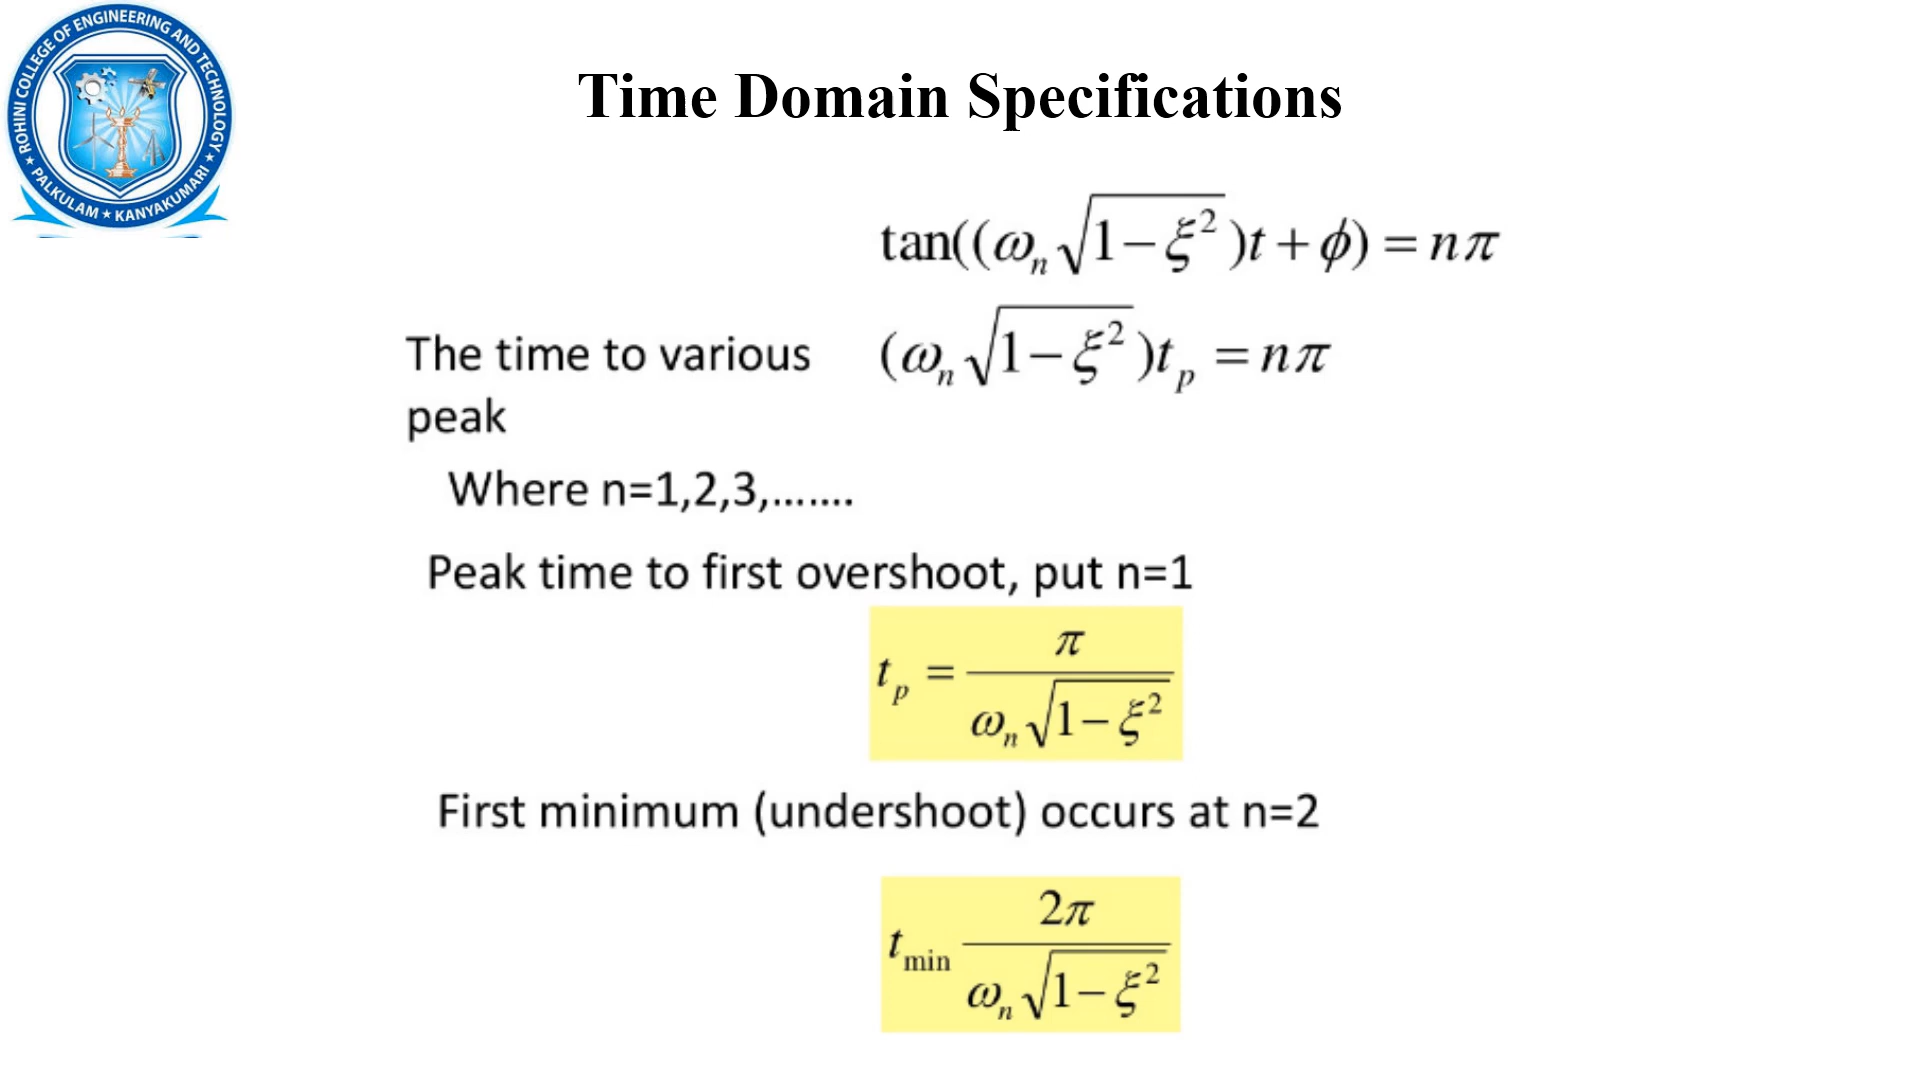 ROHINI COLLEGE OF ENGINEERING AND TECHNOLOGY
★ PALKULAM ★ KANYAKUMARI ★
Time Domain Specifications
tan((ωₙ√(1−ξ²))t + ϕ) = nπ
The time to various (ωₙ√(1−ξ²))tₚ = nπ
peak
Where n=1,2,3,.......
Peak time to first overshoot, put n=1
tₚ = π / (ωₙ√(1−ξ²))
First minimum (undershoot) occurs at n=2
t_min 2π / (ωₙ√(1−ξ²))